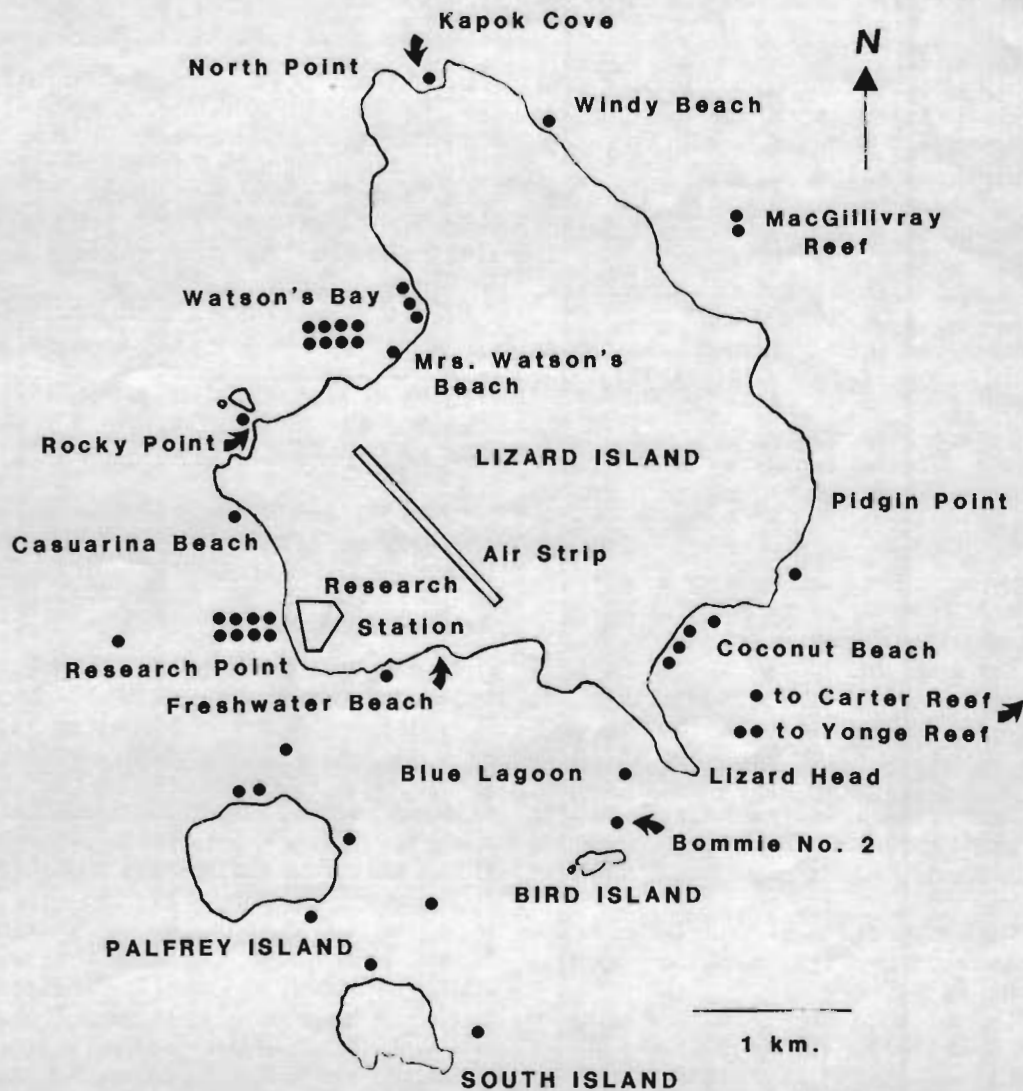 Kapok Cove
North Point
N
Windy Beach
MacGillivray
Reef
Watson's Bay
Mrs. Watson's
Beach
Rocky Point
LIZARD ISLAND
Pidgin Point
Casuarina Beach
Air Strip
Research
Station
Research Point
Coconut Beach
Freshwater Beach
to Carter Reef
to Yonge Reef
Blue Lagoon
Lizard Head
Bommie No. 2
BIRD ISLAND
PALFREY ISLAND
1 km.
SOUTH ISLAND